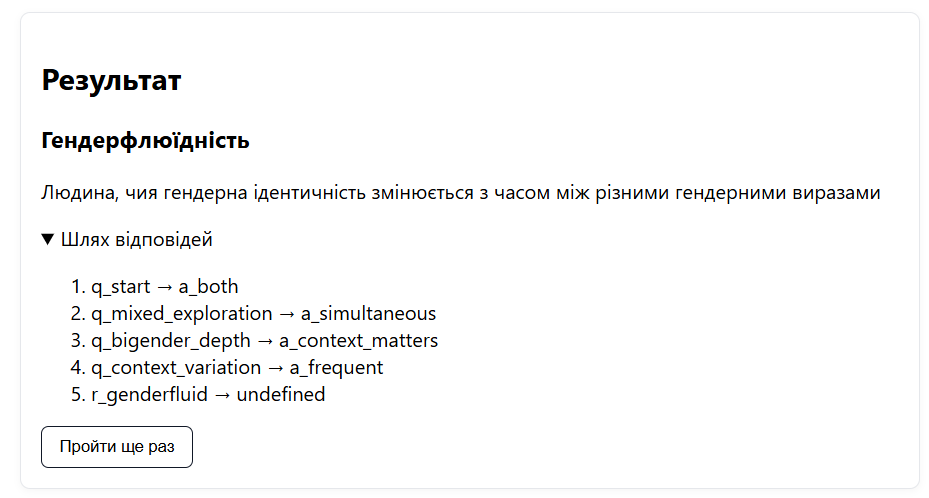 Результат
Гендерфлюїдність
Людина, чия гендерна ідентичність змінюється з часом між різними гендерними виразами
▼ Шлях відповідей
1. q_start → a_both
2. q_mixed_exploration → a_simultaneous
3. q_bigender_depth → a_context_matters
4. q_context_variation → a_frequent
5. r_genderfluid → undefined
Пройти ще раз